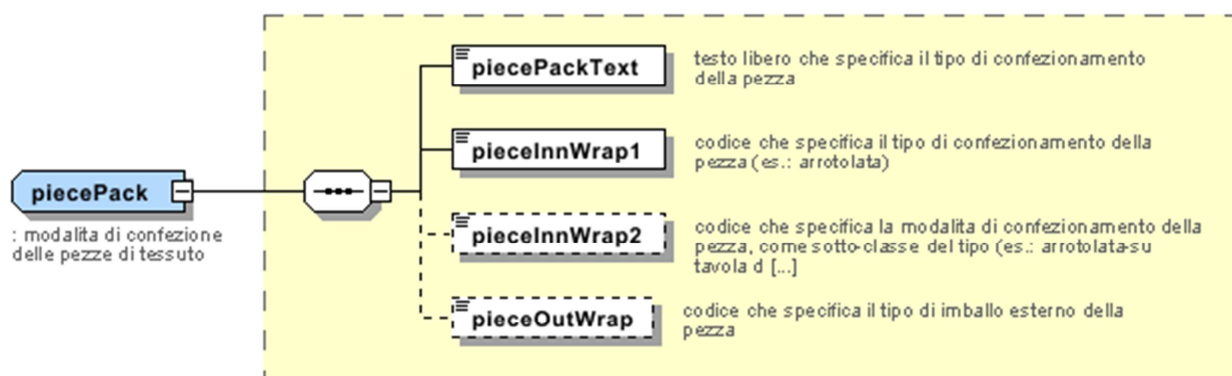 piecePackText
testo libero che specifica il tipo di confezionamento
della pezza
pieceInnWrap1
codice che specifica il tipo di confezionamento della
pezza (es.: arrotolata)
piecePack
: modalita di confezione
delle pezze di tessuto
pieceInnWrap2
codice che specifica la modalita di confezionamento della
pezza, come sotto-classe del tipo (es.: arrotolata-su
tavola d [...]
pieceOutWrap
codice che specifica il tipo di imballo esterno della
pezza